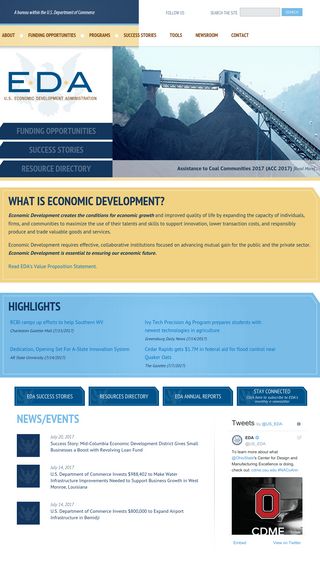 A bureau within the U.S. Department of Commerce
FOLLOW US
SEARCH THE SITE
SEARCH
ABOUT FUNDING OPPORTUNITIES PROGRAMS SUCCESS STORIES TOOLS NEWSROOM CONTACT
EDA
U.S. ECONOMIC DEVELOPMENT ADMINISTRATION
FUNDING OPPORTUNITIES
SUCCESS STORIES
RESOURCE DIRECTORY
Assistance to Coal Communities 2017 (ACC 2017)
WHAT IS ECONOMIC DEVELOPMENT?
Economic Development creates the conditions for economic growth and improved quality of life by expanding the capacity of individuals,
firms, and communities to maximize the use of their talents and skills to support innovation, lower transaction costs, and responsibly
produce and trade valuable goods and services.
Economic Development requires effective, collaborative institutions focused on advancing mutual gain for the public and the private sector.
Economic Development is essential to ensuring our economic future.
Read EDA's Value Proposition Statement.
HIGHLIGHTS
RCBI ramps up efforts to help Southern WV
Charleston Gazette-Mail (7/15/2017)
Ivy Tech Precision Ag Program prepares students with
newest technologies in agriculture
Greensburg Daily News (7/14/2017)
Dedication, Opening Set For A-State Innovation System
AR State University (7/14/2017)
Cedar Rapids gets $1.7M in federal aid for flood control near
Quaker Oats
The Gazette (7/7/2017)
EDA SUCCESS STORIES
RESOURCES DIRECTORY
EDA ANNUAL REPORTS
STAY CONNECTED
Click here to subscribe to EDA's
monthly e-newsletter
NEWS/EVENTS
July 20, 2017
Success Story: Mid-Columbia Economic Development District Gives Small
Businesses a Boost with Revolving Loan Fund
July 14, 2017
U.S. Department of Commerce Invests $988,402 to Make Water
Infrastructure Improvements Needed to Support Business Growth in West
Monroe, Louisiana
July 14, 2017
U.S. Department of Commerce Invests $800,000 to Expand Airport
Infrastructure in Bemidji
Tweets by @US_EDA
EDA
@US_EDA
To learn more about what
@OhioState's Center for Design and
Manufacturing Excellence is doing,
check out: cdme.osu.edu #MACoAm
O
CDME
Embed
View on Twitter